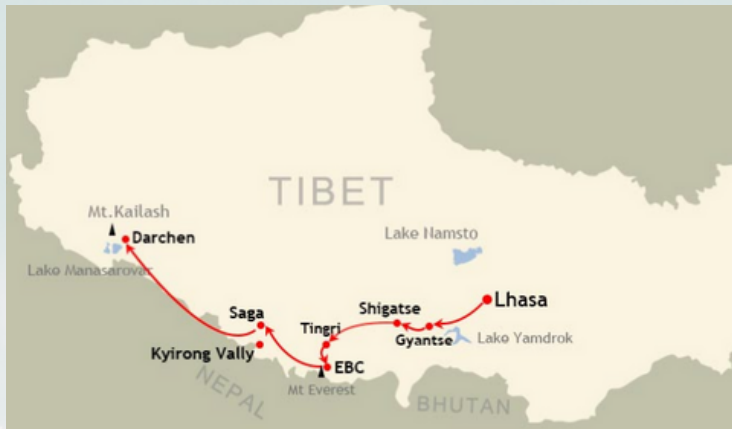 TIBET
Mt.Kailash
Darchen
Lake Manasarovar
Lake Namsto
Lhasa
Saga
Shigatse
Tingri
Gyantse
Lake Yamdrok
Kyirong Vally
EBC
Mt Everest
NEPAL
BHUTAN